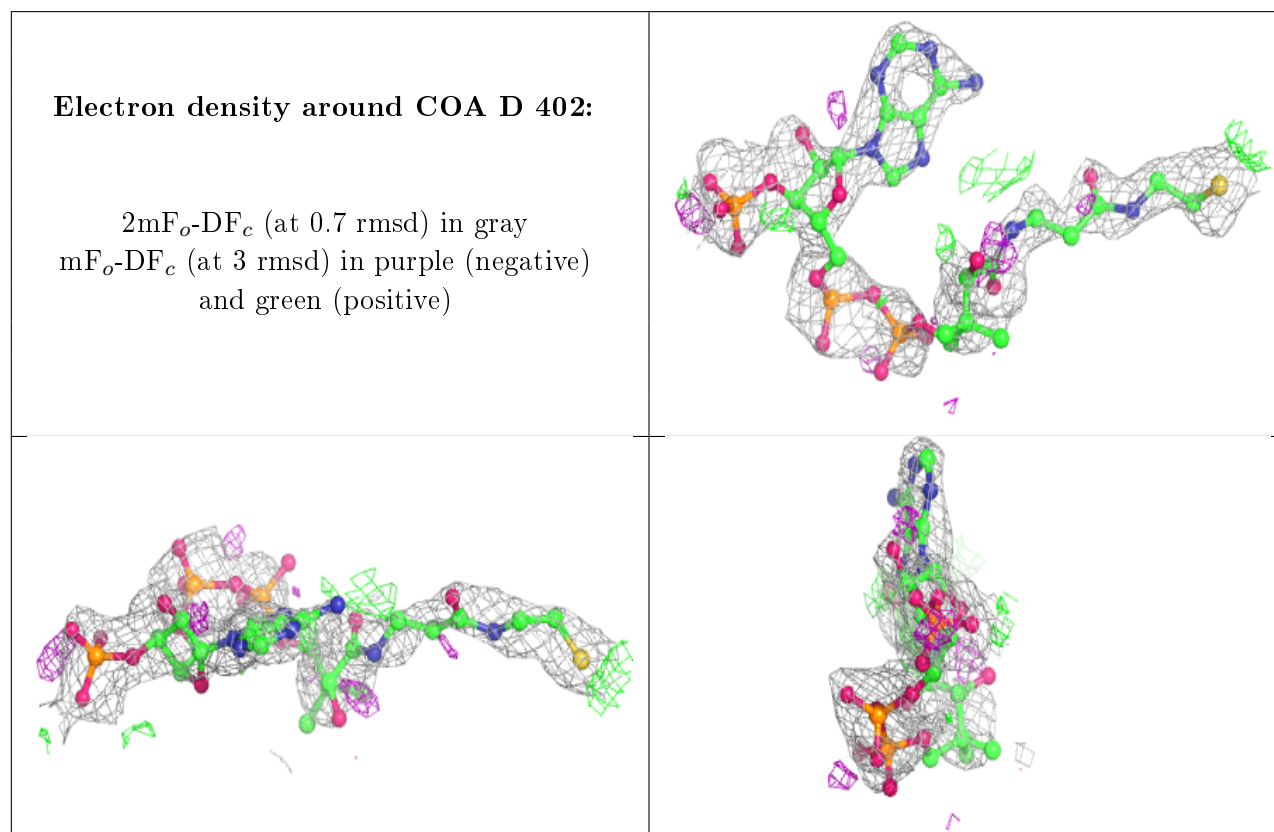 Electron density around COA D 402:
2mFo-DFc (at 0.7 rmsd) in gray
mFo-DFc (at 3 rmsd) in purple (negative)
and green (positive)